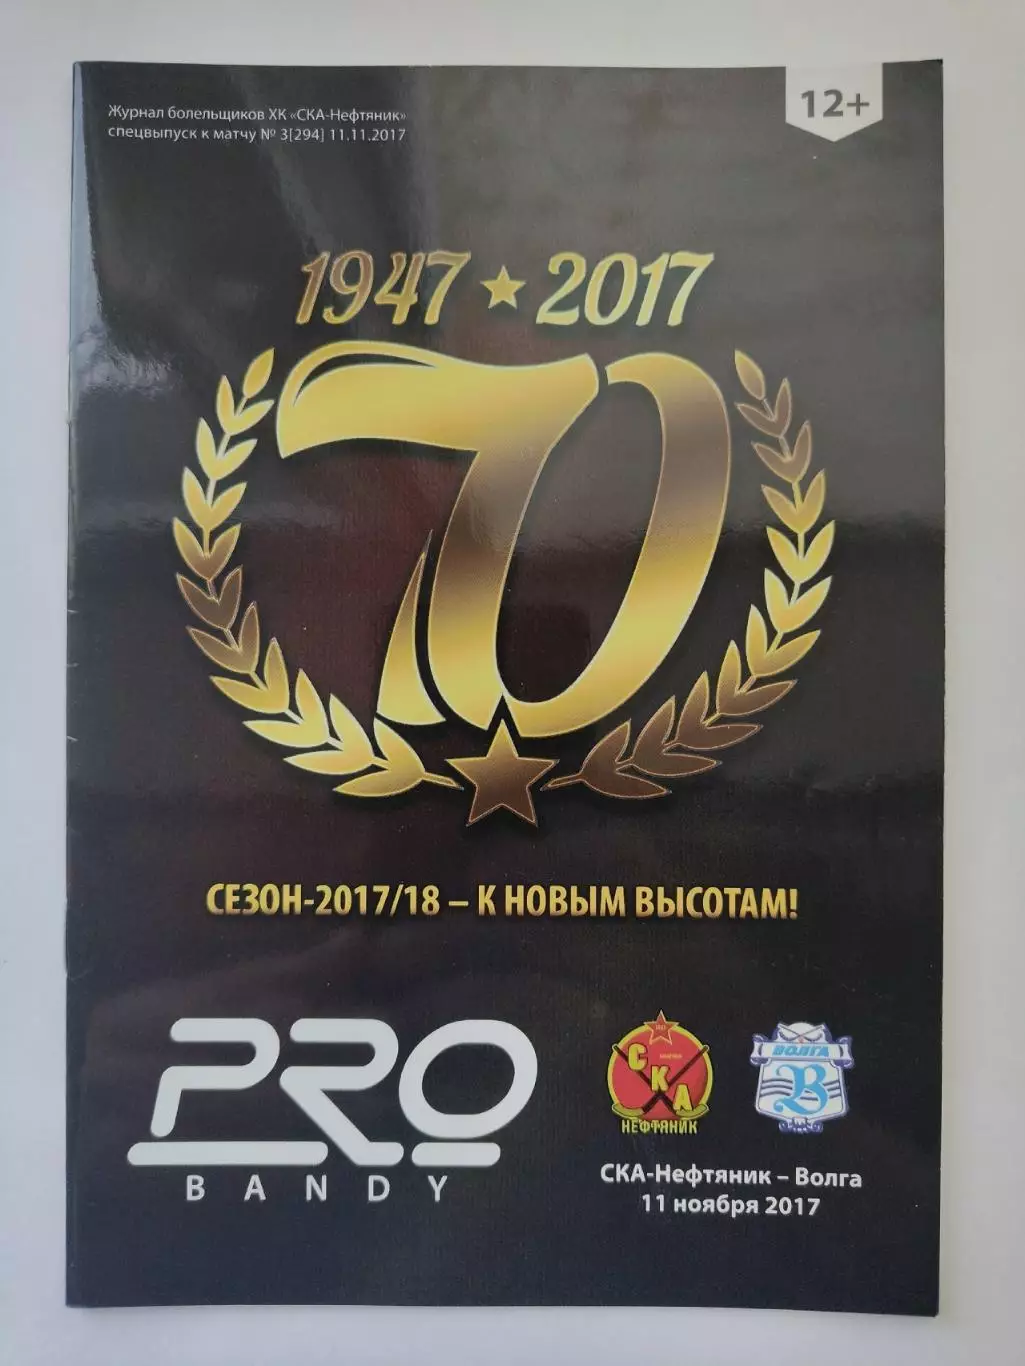 Журнал болельщиков ХК «СКА-Нефтяник»
спецвыпуск к матчу № 3[294] 11.11.2017
12+
1947 ★ 2017
70
СЕЗОН-2017/18 – К НОВЫМ ВЫСОТАМ!
PRO
BANDY
СКА
НЕФТЯНИК
ВОЛГА
В
СКА-Нефтяник – Волга
11 ноября 2017